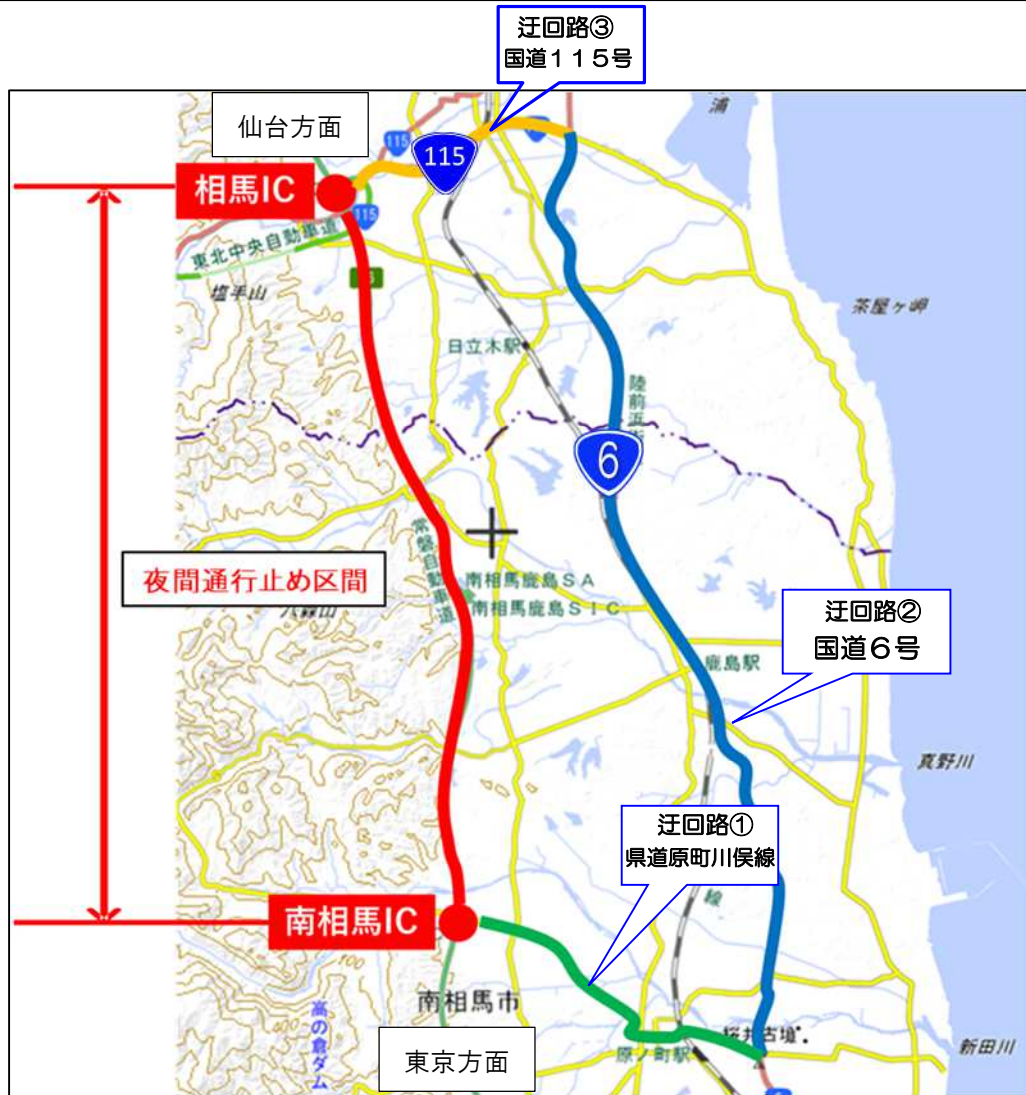 迂回路③
国道１１５号
浦
仙台方面
115
115
相馬IC
115
東北中央自動車道
塩手山
茶屋ヶ岬
日立木駅
陸前浜
6
常磐自動車道
夜間通行止め区間
南相馬鹿島ＳＡ
南相馬鹿島ＳＩＣ
迂回路②
国道６号
鹿島駅
真野川
迂回路①
県道原町川俣線
線
南相馬IC
100
南相馬市
高の倉ダム
桜井古墳
原ノ町駅
東京方面
新田川